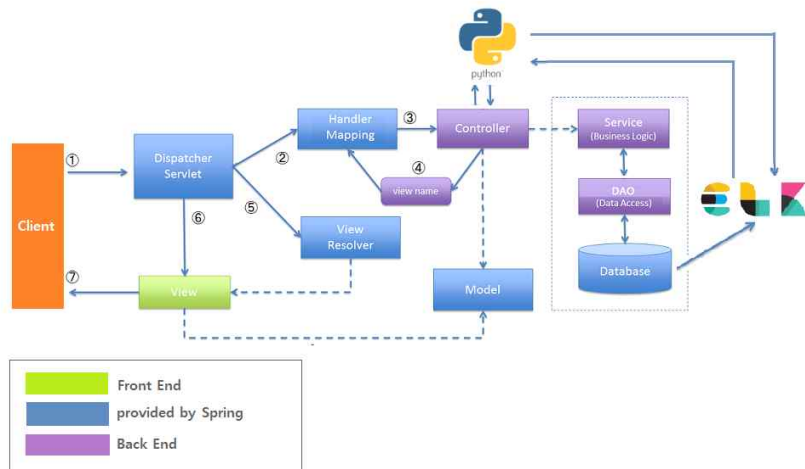 python
Handler
Mapping
③
Controller
Service
(Business Logic)
①
Dispatcher
Servlet
②
④
view name
DAO
(Data Access)
Client
⑥
⑤
View
Resolver
Database
⑦
View
Model
Front End
provided by Spring
Back End